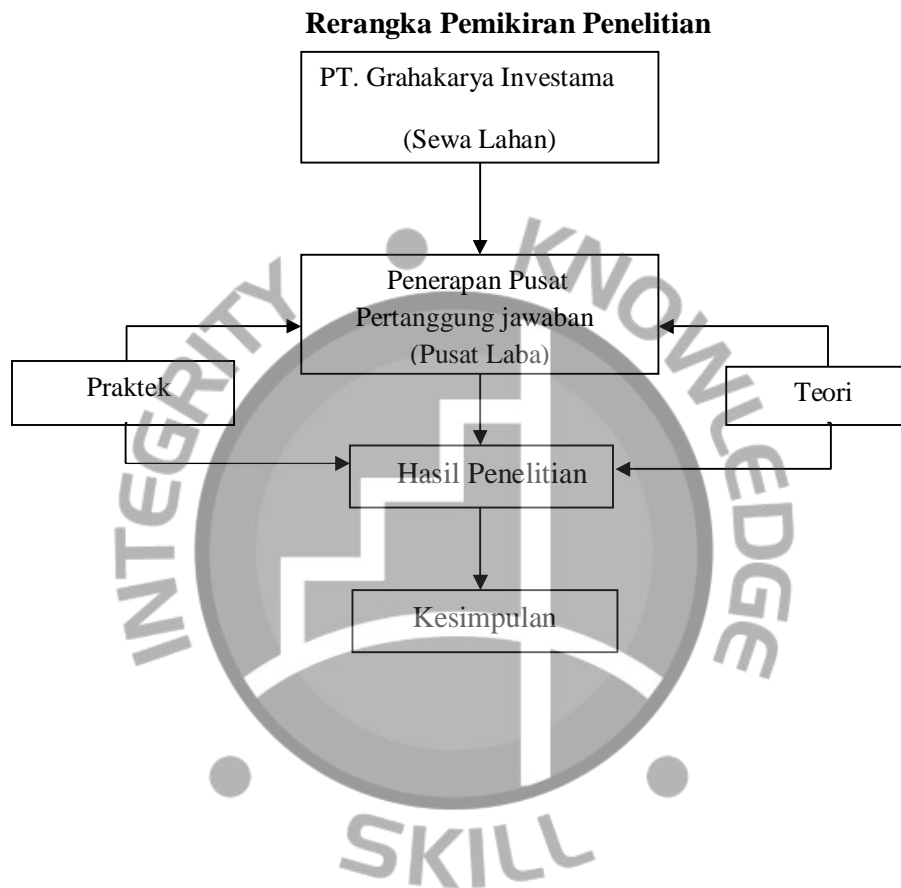 Rerangka Pemikiran Penelitian
PT. Grahakarya Investama
(Sewa Lahan)
Penerapan Pusat
Pertanggung jawaban
(Pusat Laba)
Praktek
Teori
Hasil Penelitian
Kesimpulan
INTEGRITY
KNOWLEDGE
SKILL